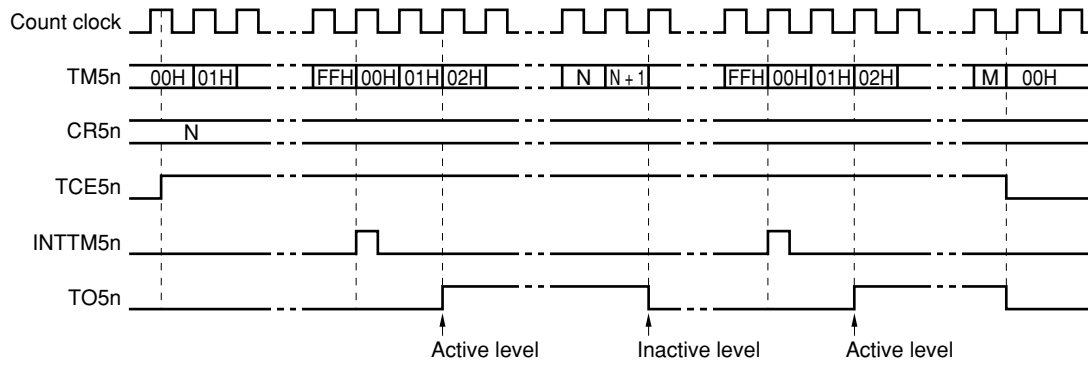 Count clock
TM5n 00H 01H FFH 00H 01H 02H N N + 1 FFH 00H 01H 02H M 00H
CR5n N
TCE5n
INTTM5n
TO5n
Active level Inactive level Active level